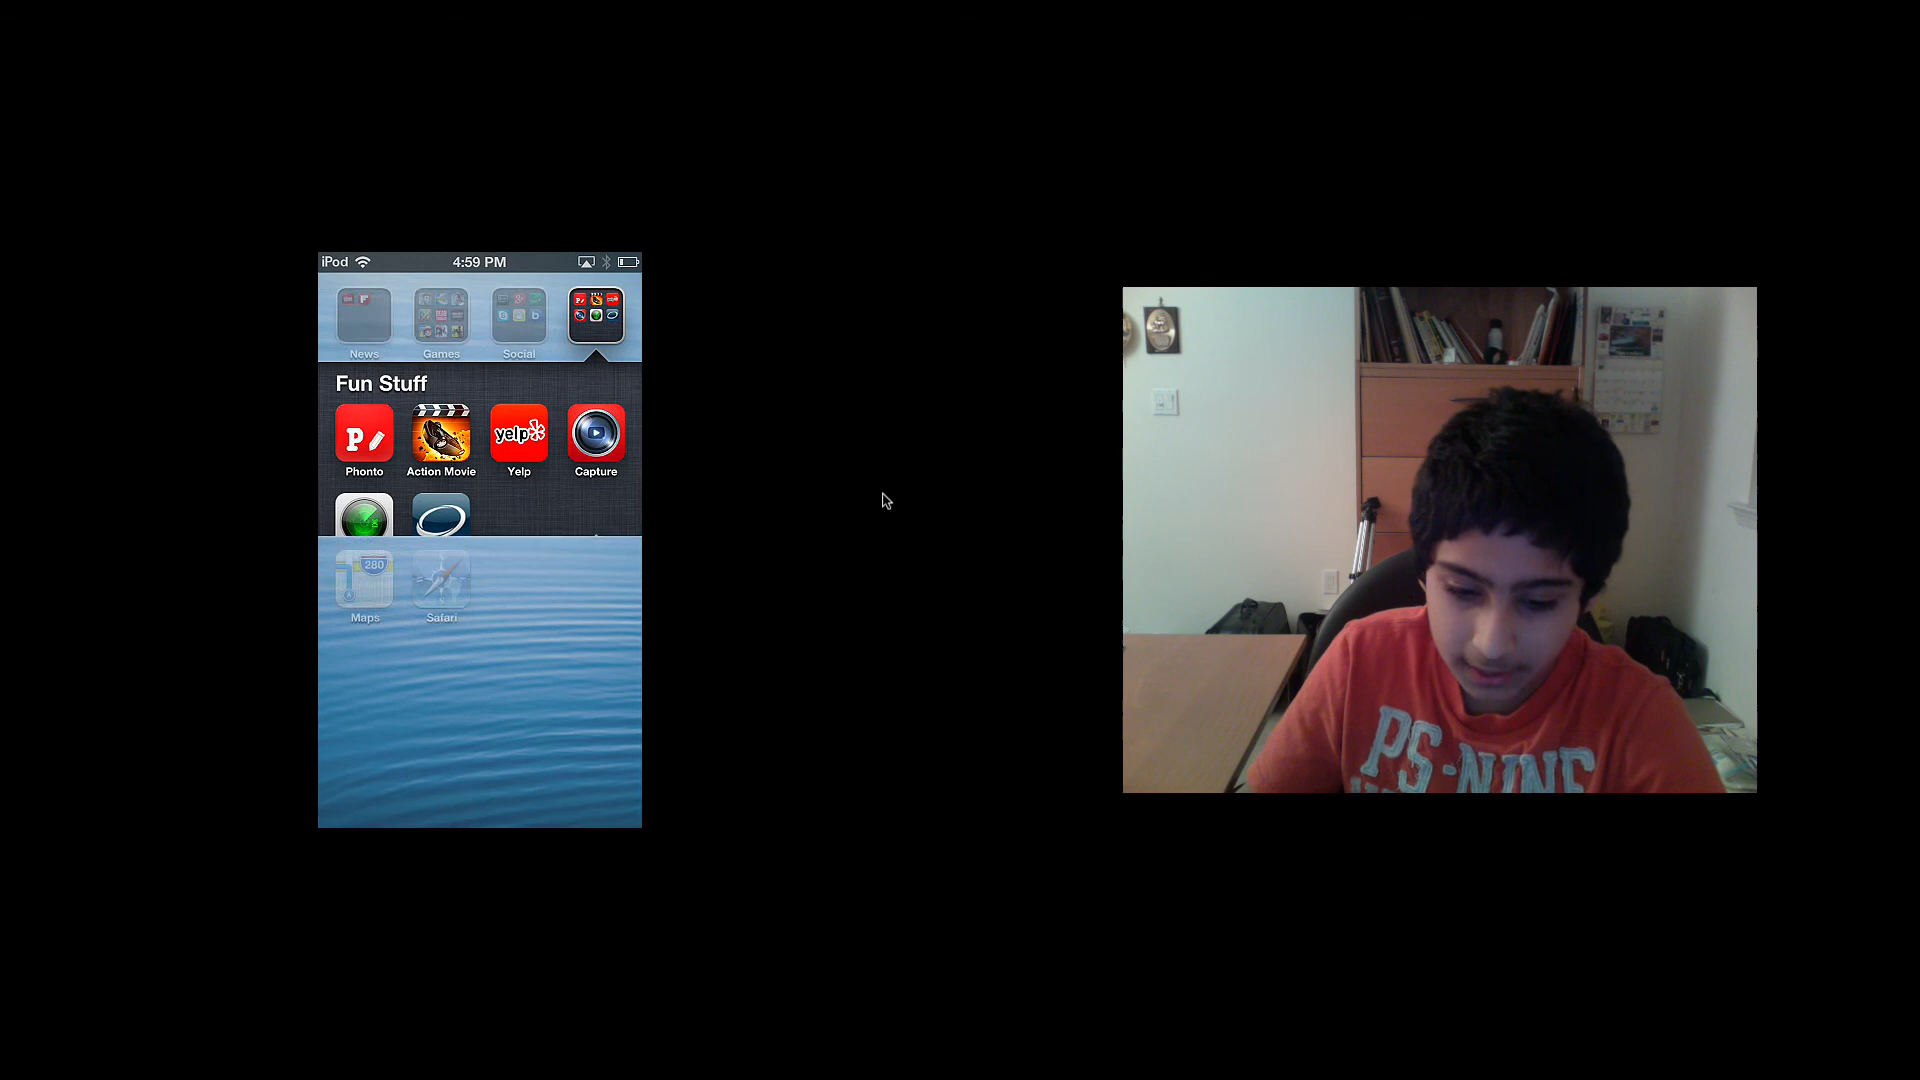 iPod 4:59 PM
News Games Social
Fun Stuff
P yelp
Phonto Action Movie Yelp Capture
280
Maps Safari
PS-NINE